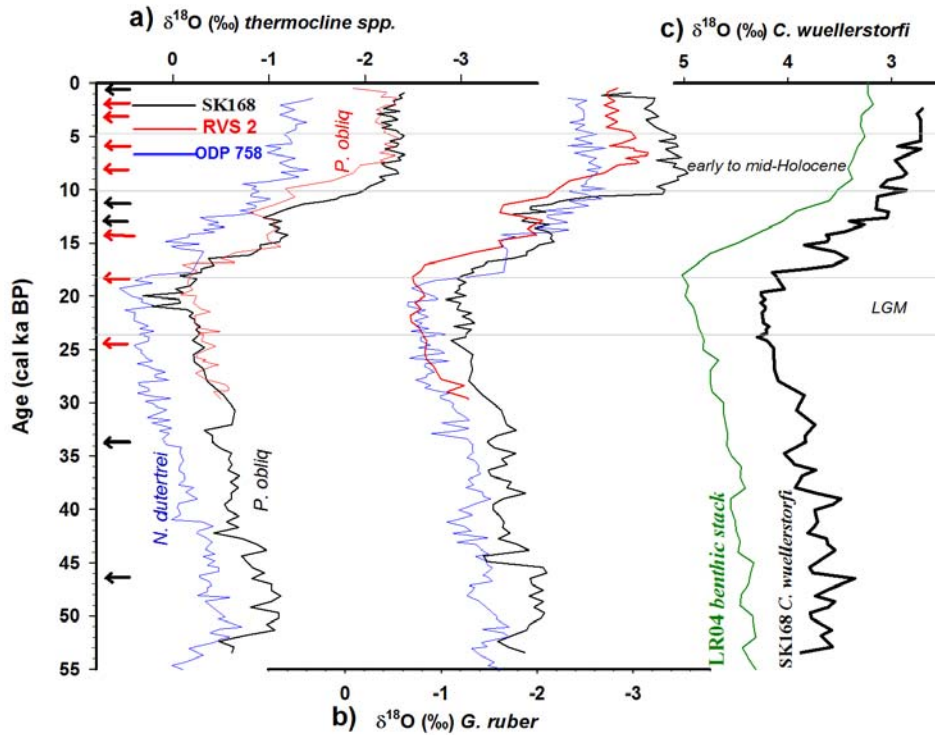 a) δ18O (‰) thermocline spp.
0 -1 -2 -3
c) δ18O (‰) C. wuellerstorfi
5 4 3
Age (cal ka BP)
0
5
10
15
20
25
30
35
40
45
50
55
SK168
RVS 2
ODP 758
P. obliq
N. dutertrei
P. obliq
early to mid-Holocene
LGM
LR04 benthic stack
SK168 C. wuellerstorfi
0 -1 -2 -3
b) δ18O (‰) G. ruber